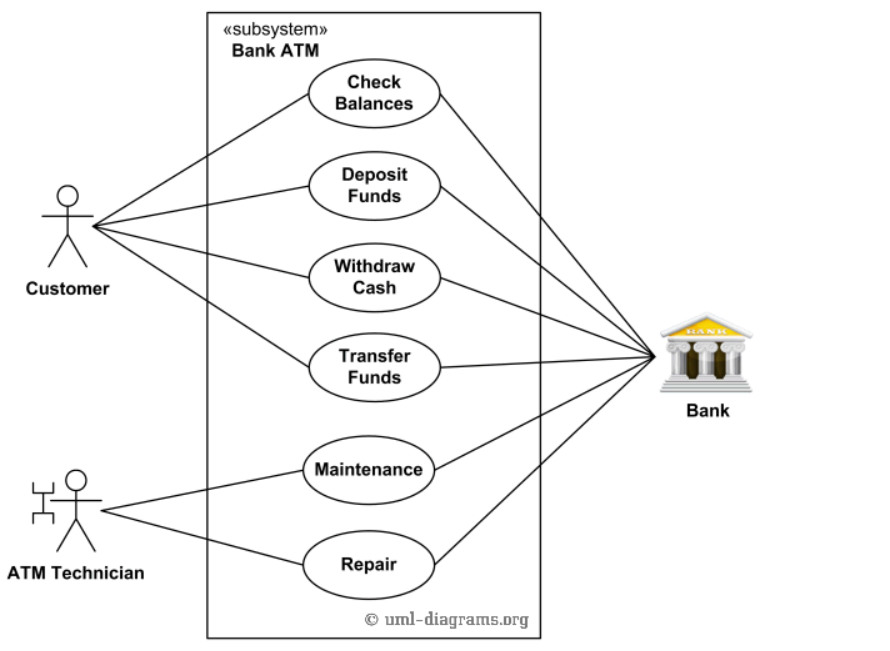 «subsystem»
Bank ATM
Check
Balances
Deposit
Funds
Withdraw
Cash
Customer
Transfer
Funds
BANK
Bank
Maintenance
ATM Technician
Repair
© uml-diagrams.org